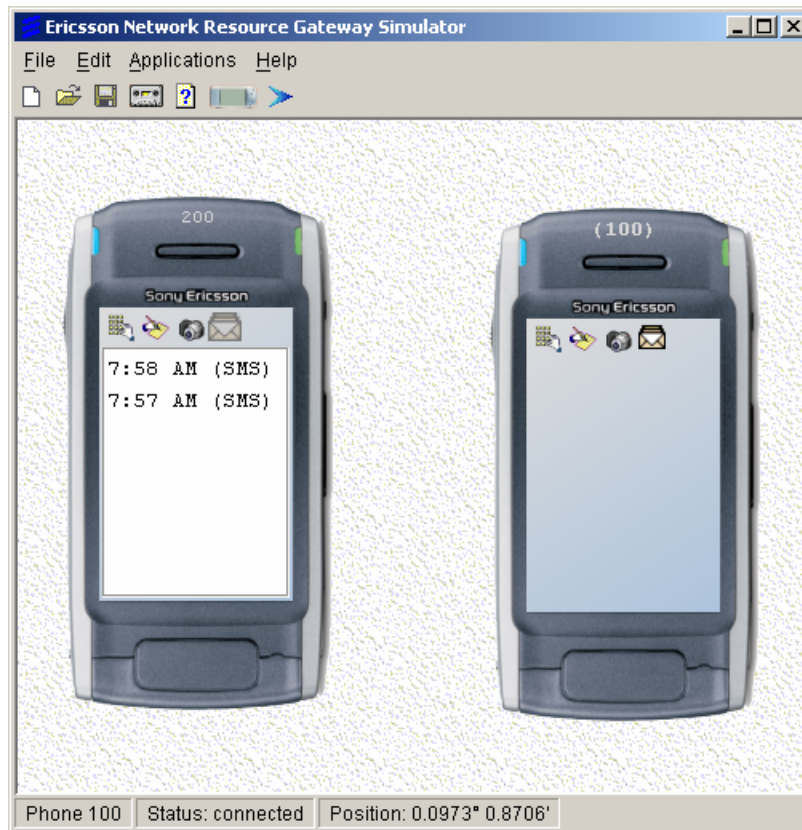 Ericsson Network Resource Gateway Simulator
File Edit Applications Help
200
(100)
Sony Ericsson
Sony Ericsson
7:58 AM (SMS)
7:57 AM (SMS)
Phone 100 Status: connected Position: 0.0973° 0.8706'